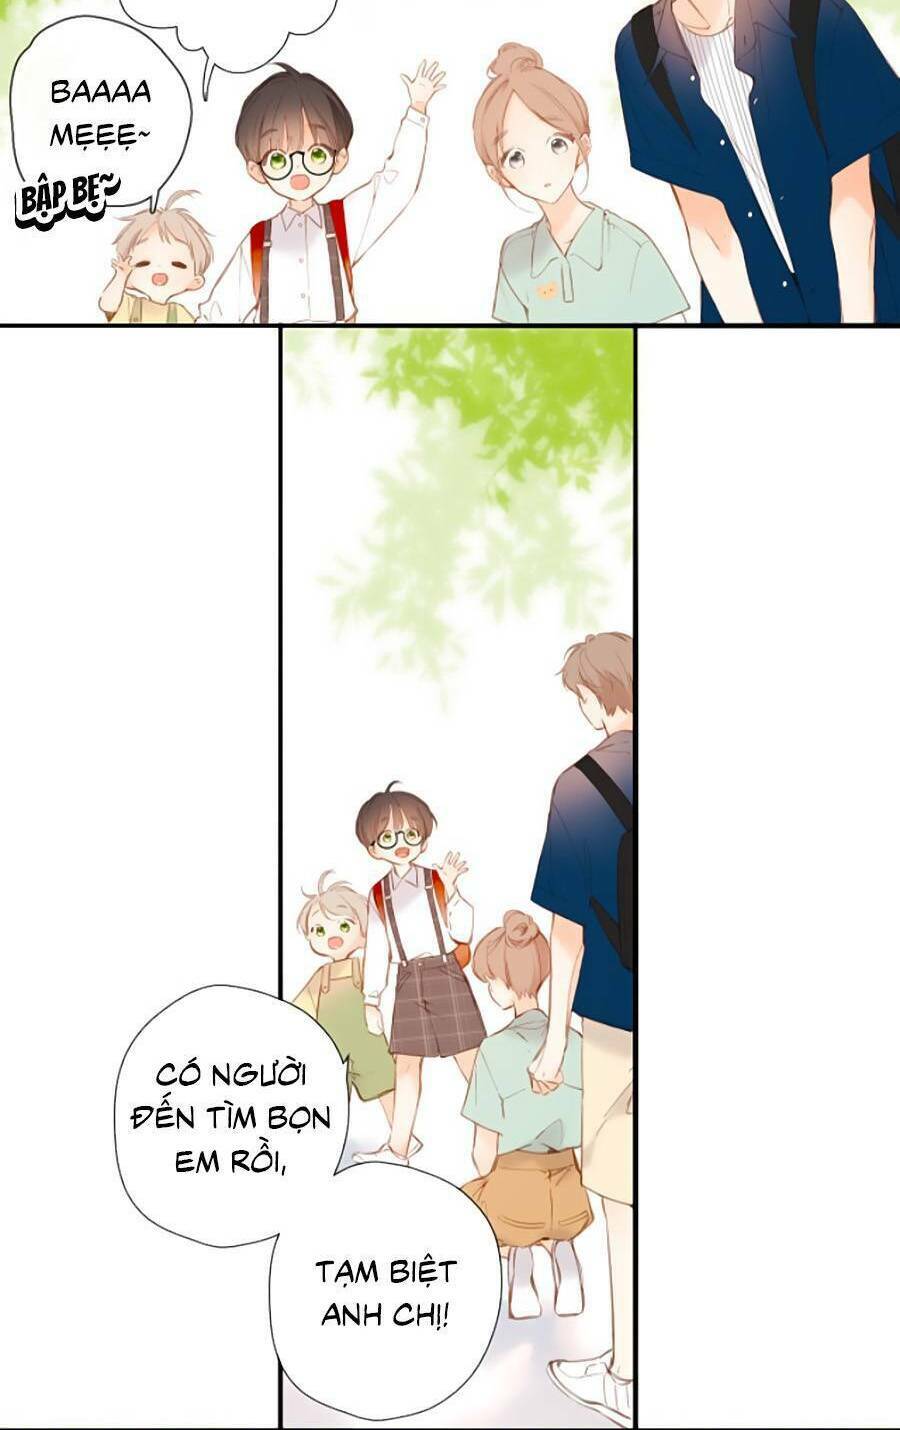 BAAAA
MẸẸẸ~
BẬP BẸ~
CÓ NGƯỜI
ĐẾN TÌM BỌN
EM RỒI,
TẠM BIỆT
ANH CHỊ!